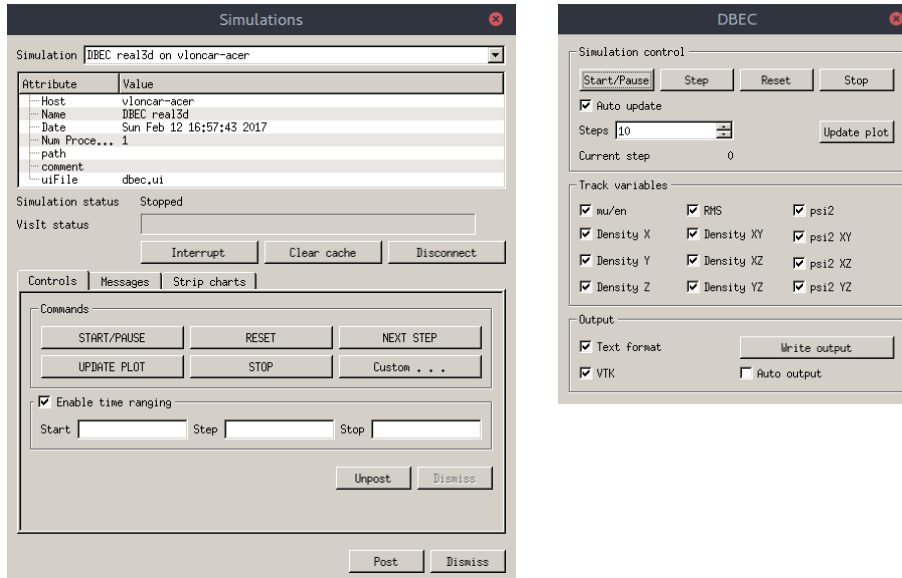 Simulations
Simulation DBEC real3d on vloncar-acer
Attribute Value
Host vloncar-acer
Name DBEC real3d
Date Sun Feb 12 16:57:43 2017
Num Proce... 1
path
comment
uiFile dbec.ui
Simulation status Stopped
VisIt status
Interrupt Clear cache Disconnect
Controls Messages Strip charts
Commands
START/PAUSE RESET NEXT STEP
UPDATE PLOT STOP Custom . . .
Enable time ranging
Start Step Stop
Unpost Dismiss
Post Dismiss
DBEC
Simulation control
Start/Pause Step Reset Stop
Auto update
Steps 10 Update plot
Current step 0
Track variables
mu/en RMS psi2
Density X Density XY psi2 XY
Density Y Density XZ psi2 XZ
Density Z Density YZ psi2 YZ
Output
Text format Write output
VTK Auto output